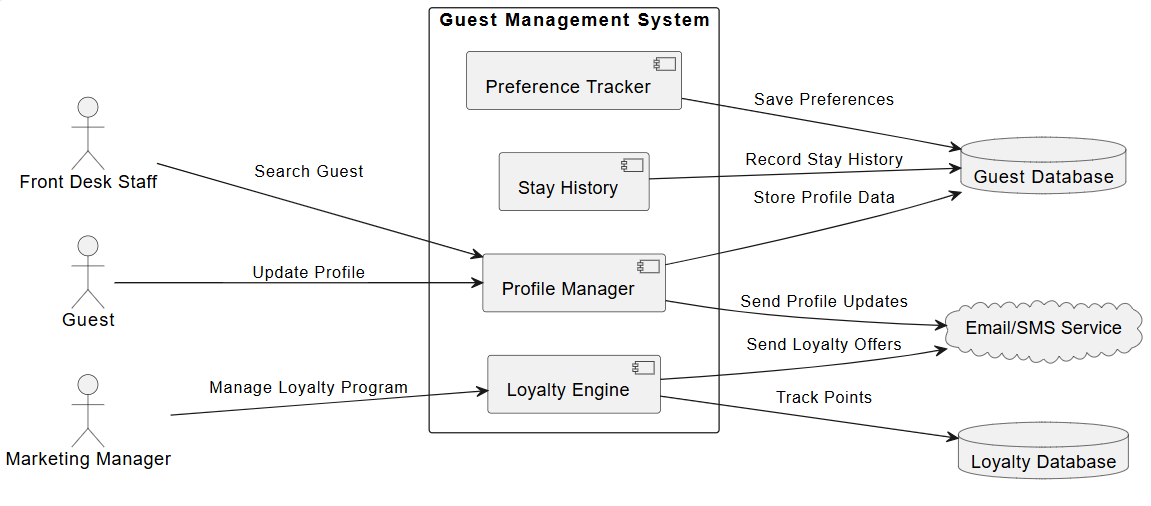 Guest Management System
Preference Tracker
Save Preferences
Front Desk Staff
Search Guest
Stay History
Record Stay History
Guest Database
Store Profile Data
Guest
Update Profile
Profile Manager
Send Profile Updates
Email/SMS Service
Send Loyalty Offers
Marketing Manager
Manage Loyalty Program
Loyalty Engine
Track Points
Loyalty Database